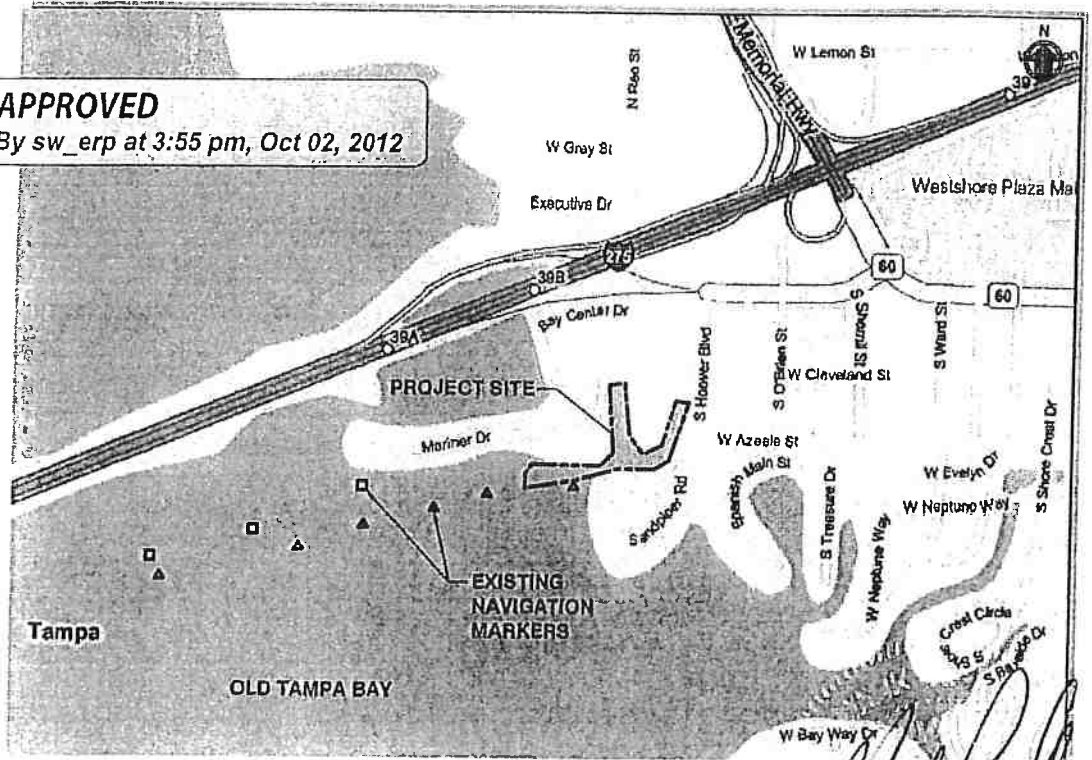 APPROVED
By sw_erp at 3:55 pm, Oct 02, 2012
N
Memorial Hwy
W Lemon St
N Reo St
39
W Gray St
Executive Dr
Westshore Plaza Ma
275
60
60
39B
Bay Center Dr
39A
S Hoover Blvd
S O'Brien St
S Sherrill St
S Ward St
W Cleveland St
PROJECT SITE
Mariner Dr
W Azeele St
Spanish Main St
S Treasure Dr
W Evelyn Dr
W Neptune Way
S Shore Crest Dr
Sandpiper Rd
W Neptune Way
EXISTING
NAVIGATION
MARKERS
Tampa
Crest Circle
S Bayside Dr
OLD TAMPA BAY
W Bay Way Dr